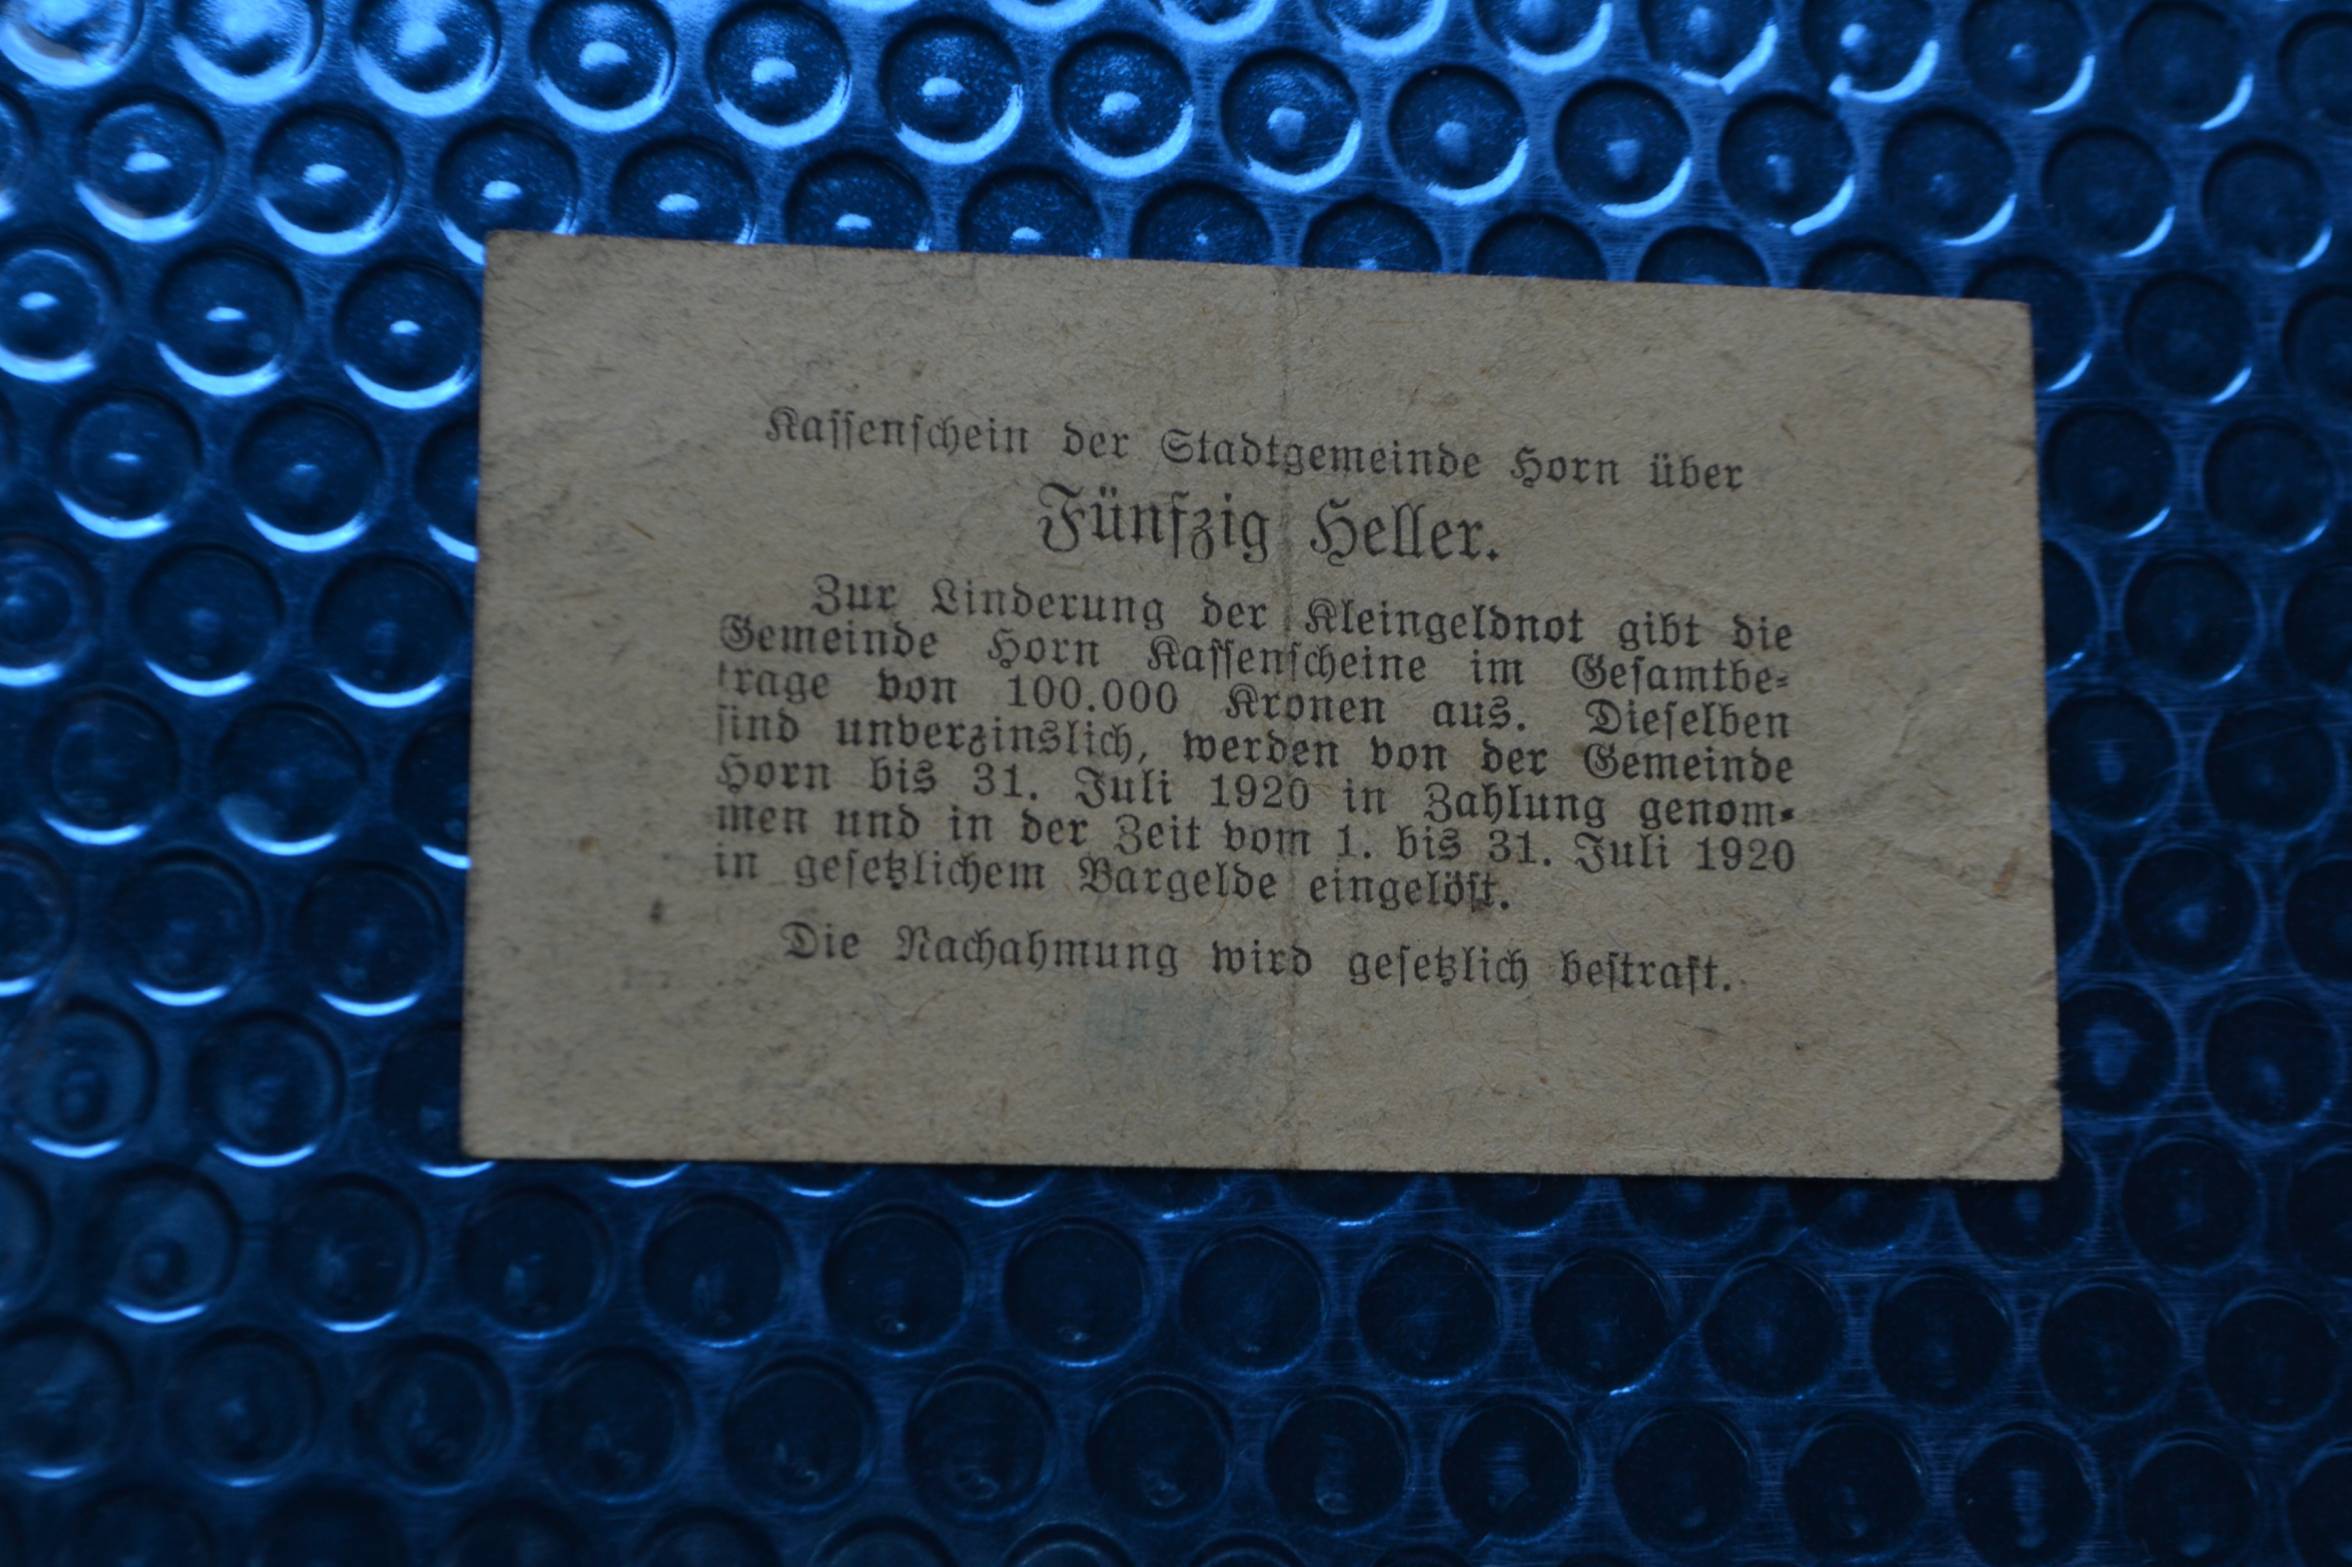 Kassenschein der Stadtgemeinde Horn über
Fünfzig Heller.
Zur Linderung der Kleingeldnot gibt die
Gemeinde Horn Kassenscheine im Gesamtbe-
trage von 100.000 Kronen aus. Dieselben
sind unverzinslich, werden von der Gemeinde
Horn bis 31. Juli 1920 in Zahlung genom-
men und in der Zeit vom 1. bis 31. Juli 1920
in gesetzlichem Bargelde eingelöst.
Die Nachahmung wird gesetzlich bestraft.